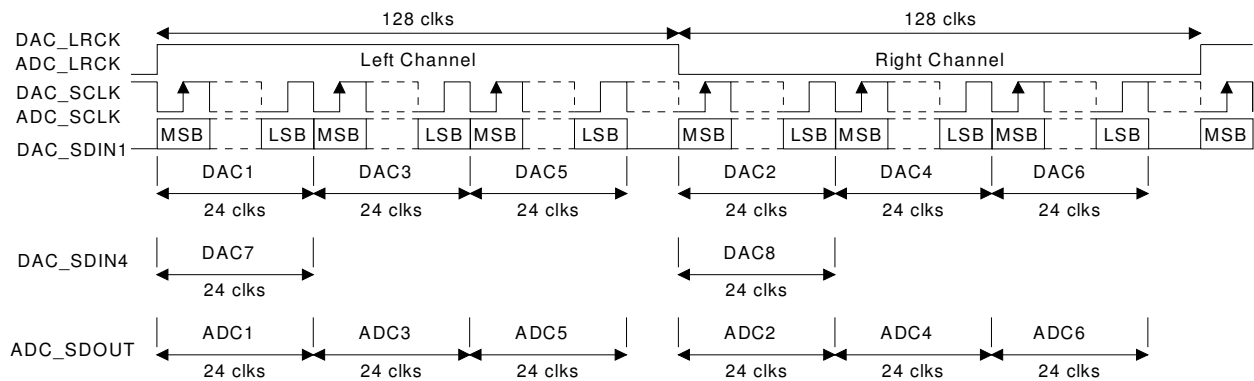 128 clks 128 clks
DAC_LRCK
ADC_LRCK Left Channel Right Channel
DAC_SCLK
ADC_SCLK
DAC_SDIN1 MSB LSB MSB LSB MSB LSB MSB LSB MSB LSB MSB LSB MSB
DAC1 DAC3 DAC5 DAC2 DAC4 DAC6
24 clks 24 clks 24 clks 24 clks 24 clks 24 clks
DAC_SDIN4 DAC7 DAC8
24 clks 24 clks
ADC_SDOUT ADC1 ADC3 ADC5 ADC2 ADC4 ADC6
24 clks 24 clks 24 clks 24 clks 24 clks 24 clks